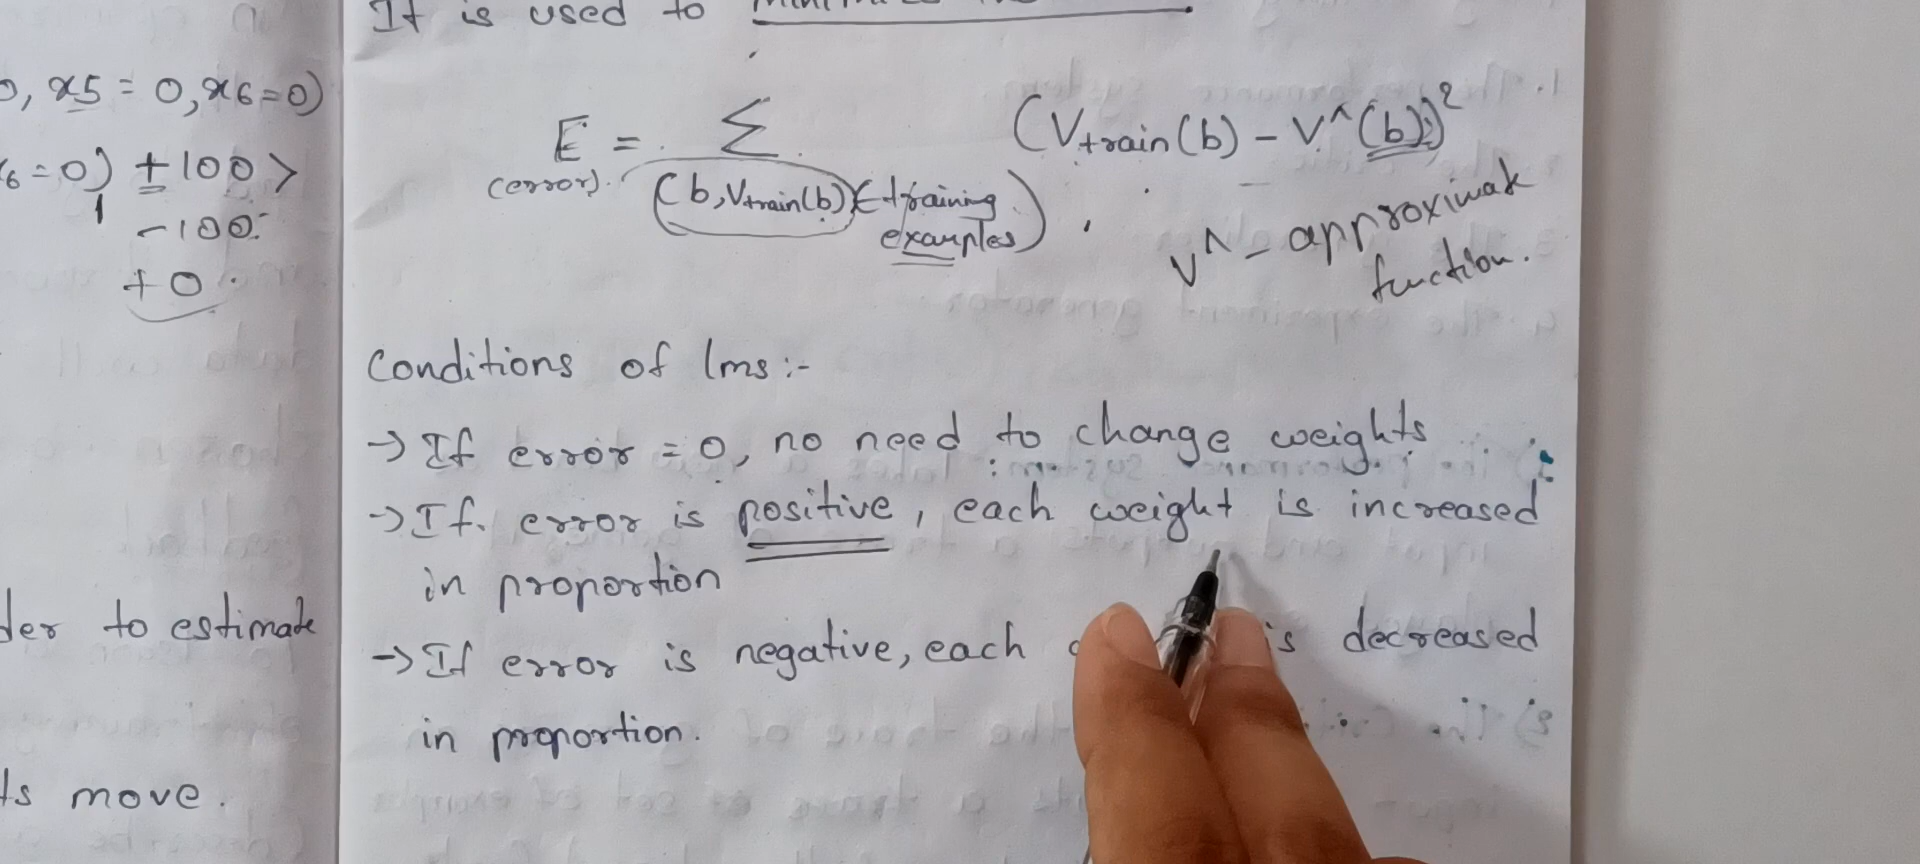 It is used to
E = Σ (Vtrain(b) - V^(b))²
(error). (b, Vtrain(b) ∈ training
examples)
V^ - approximate
function.
Conditions of lms:-
→ If error = 0, no need to change weights
→ If error is positive, each weight is increased
in proportion
→ If error is negative, each is decreased
in proportion.
x5 = 0, x6 = 0)
6 = 0) +100>
-100
+0.
to estimate
move.